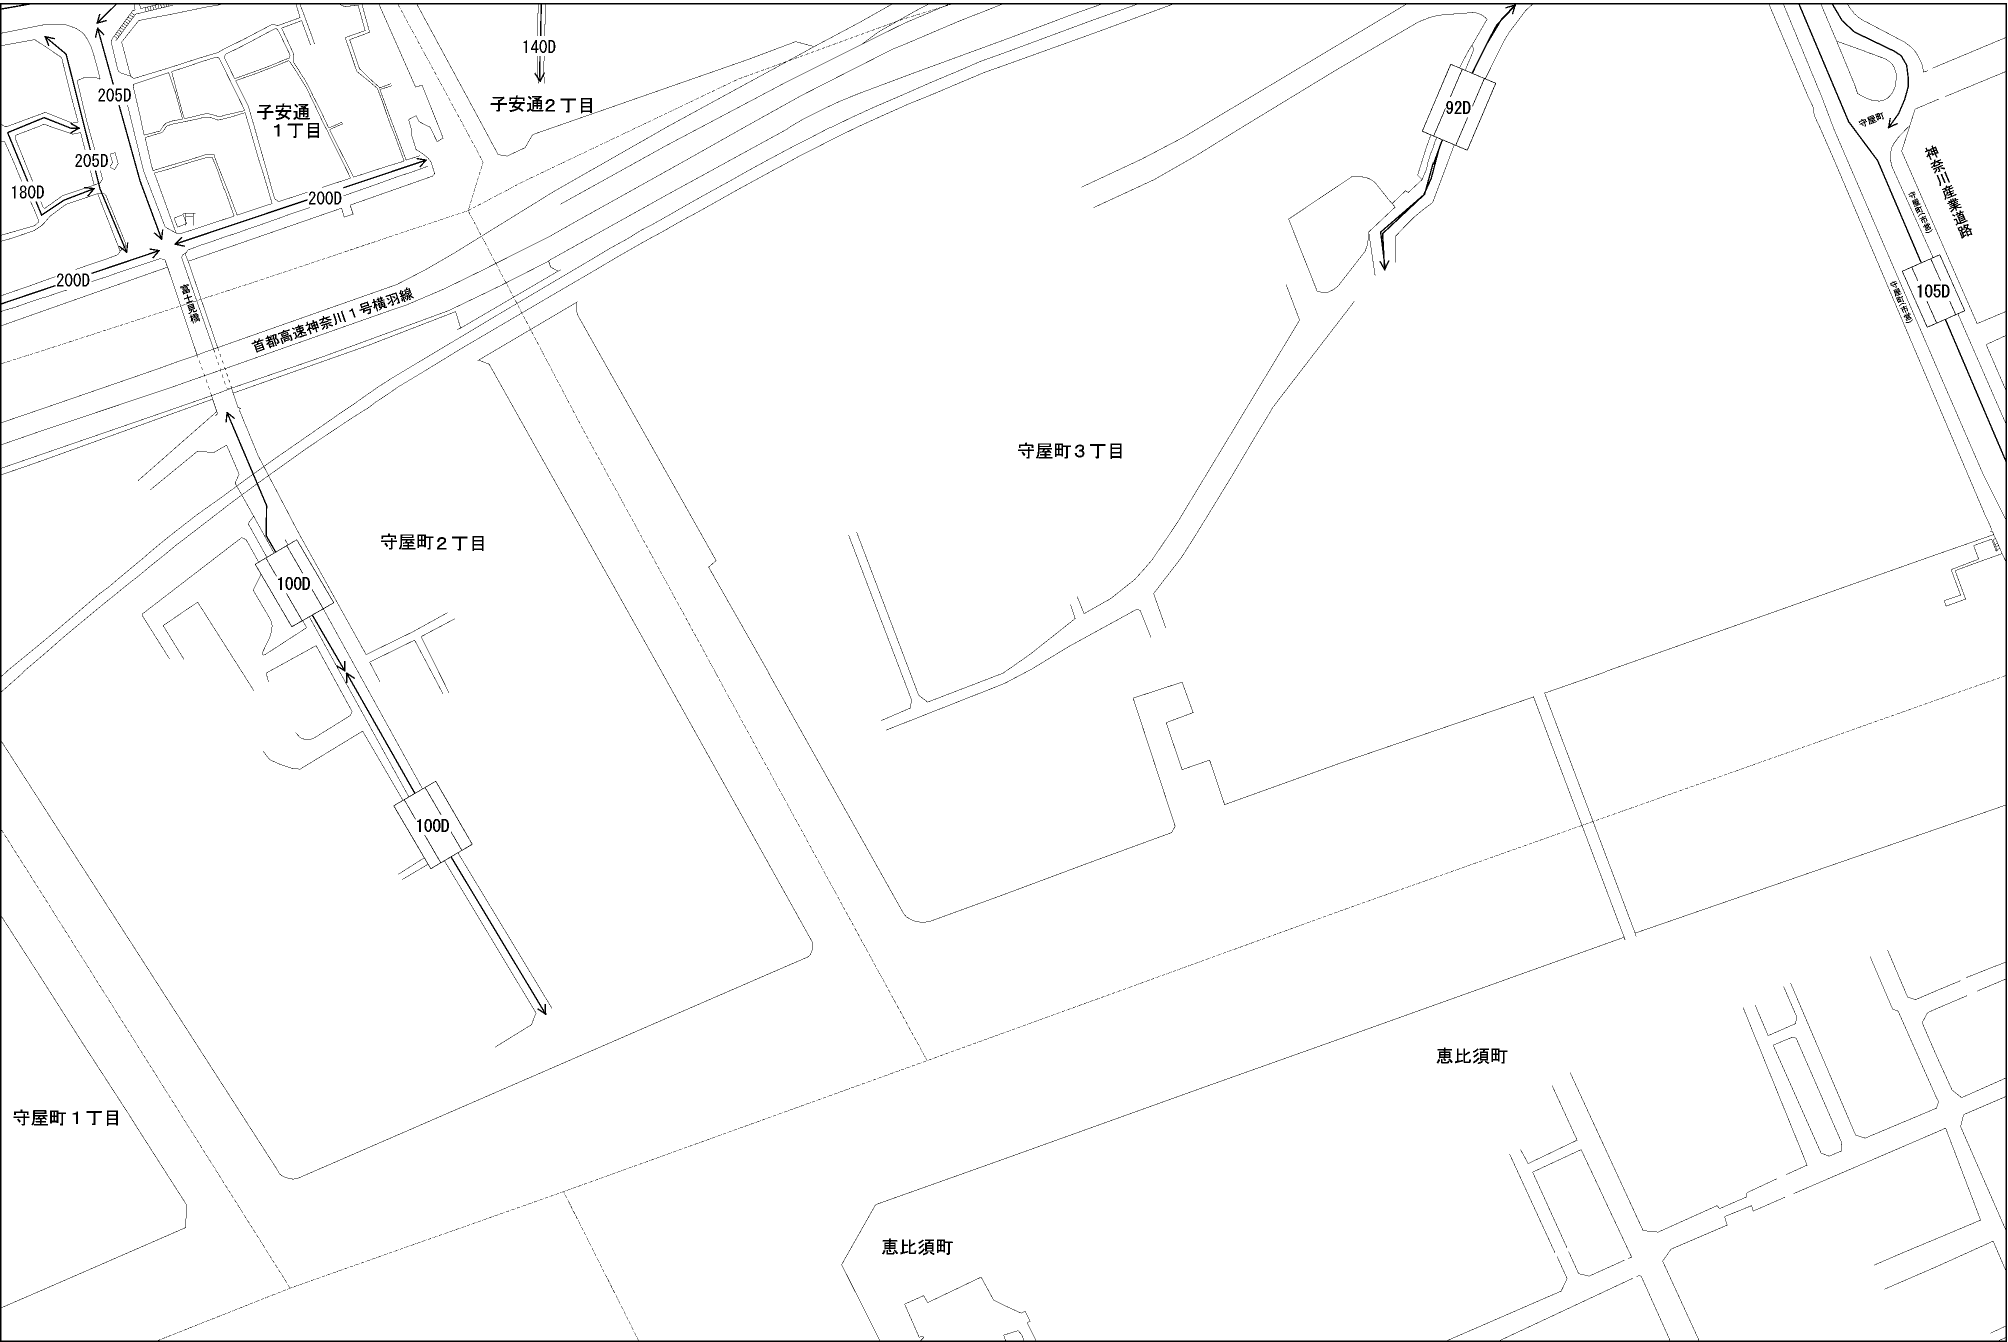 140D
205D
子安通２丁目
92D
子安通
１丁目
守屋町
205D
180D
200D
神奈川産業道路
守屋町(市営)
200D
富士見橋
守屋町(市営)
105D
首都高速神奈川１号横羽線
守屋町３丁目
守屋町２丁目
100D
100D
恵比須町
守屋町１丁目
恵比須町